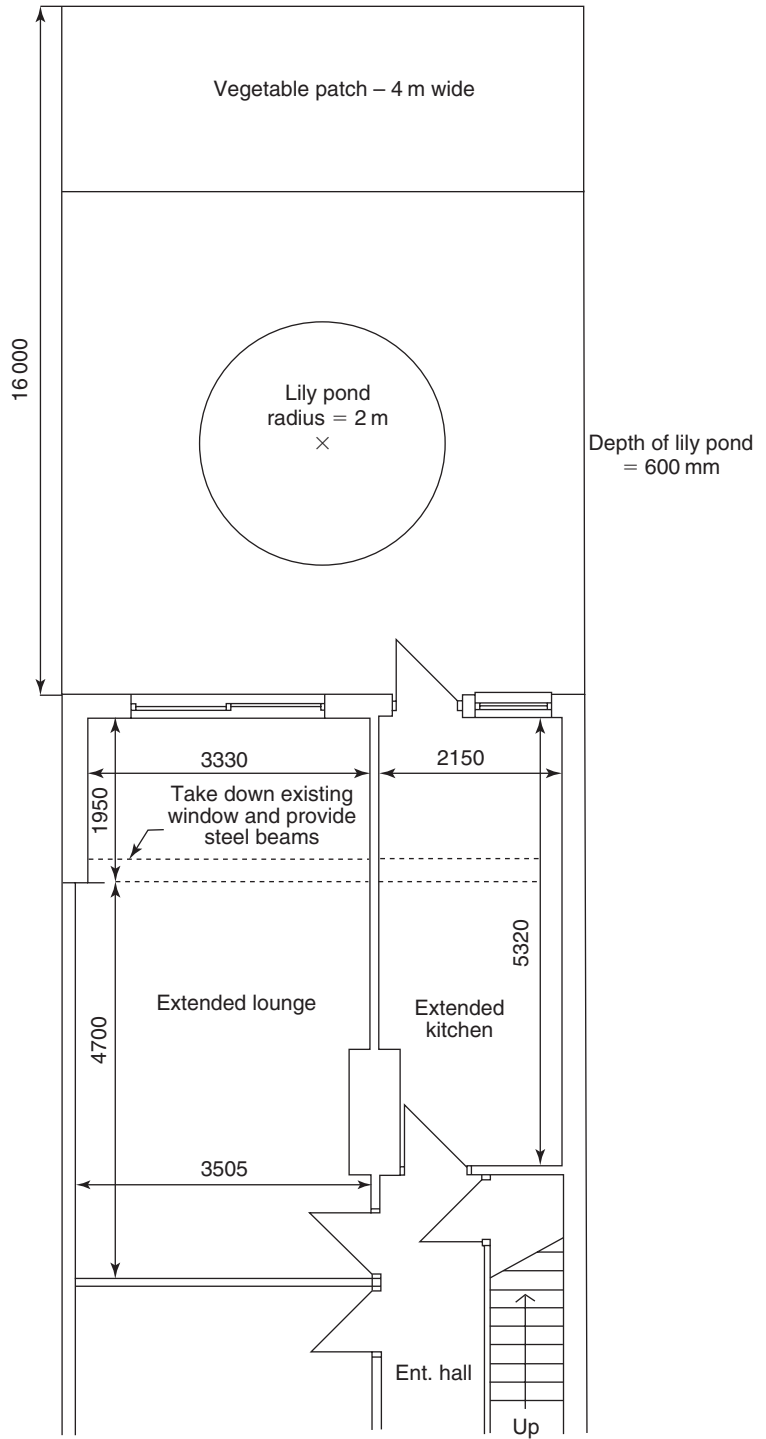 Vegetable patch – 4 m wide
16 000
Lily pond
radius = 2 m
Depth of lily pond
= 600 mm
3330
2150
1950
Take down existing
window and provide
steel beams
5320
4700
Extended lounge
Extended
kitchen
3505
Ent. hall
Up